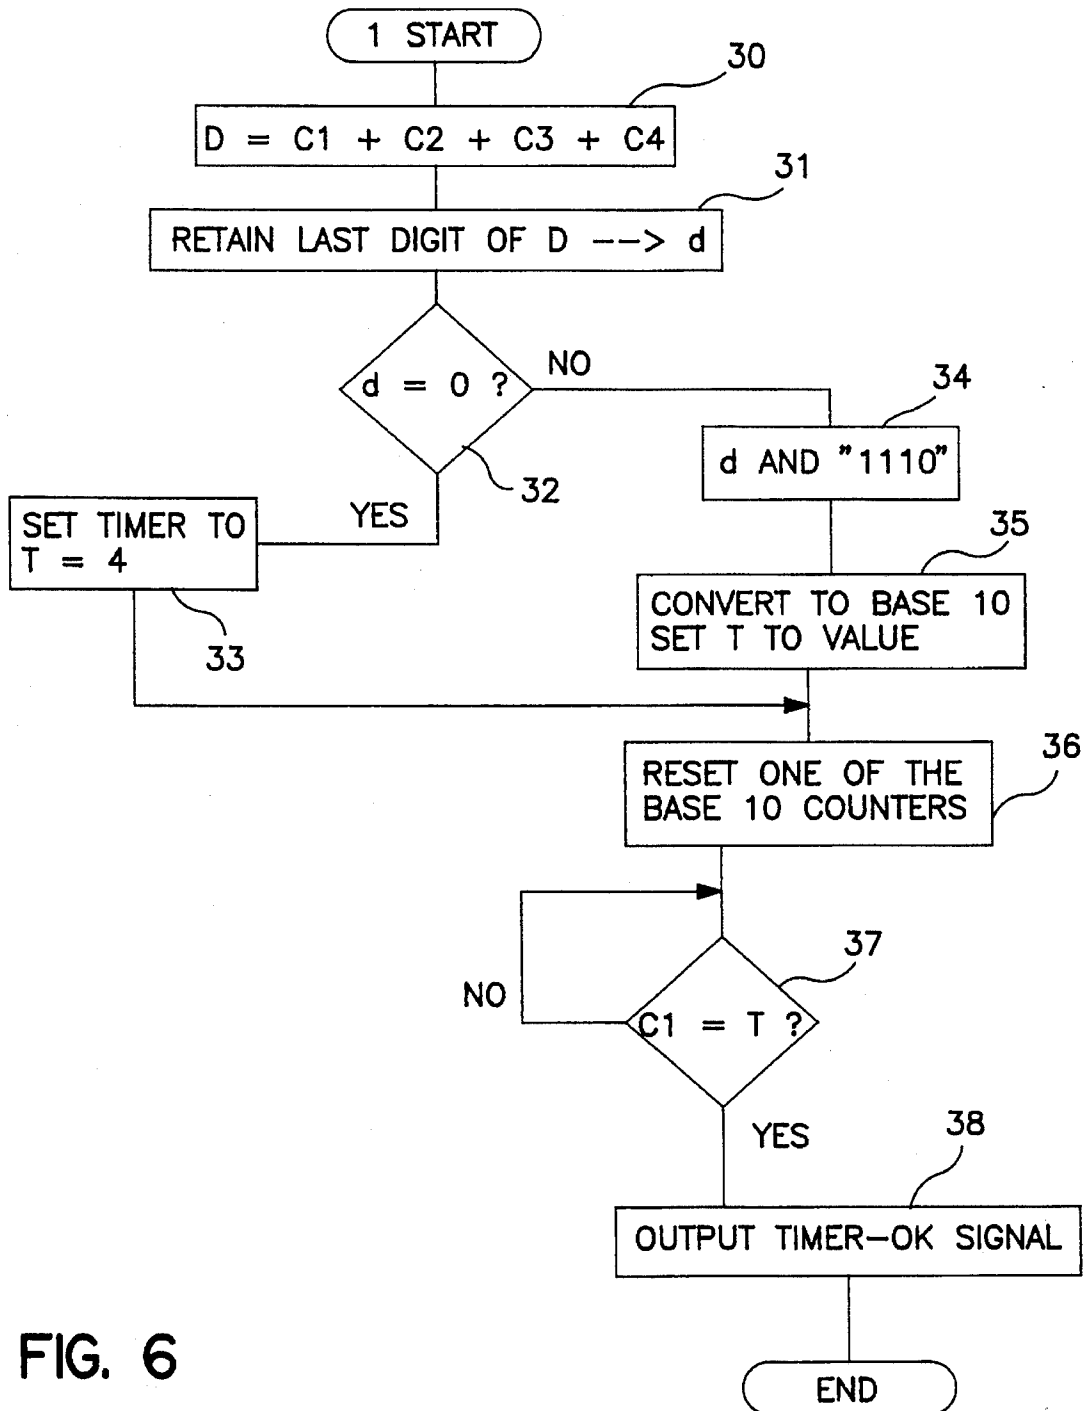 1 START
30
D = C1 + C2 + C3 + C4
31
RETAIN LAST DIGIT OF D --> d
d = 0 ?
NO
34
d AND "1110"
32
YES
SET TIMER TO
T = 4
33
35
CONVERT TO BASE 10
SET T TO VALUE
36
RESET ONE OF THE
BASE 10 COUNTERS
37
NO
C1 = T ?
YES
38
OUTPUT TIMER-OK SIGNAL
FIG. 6
END